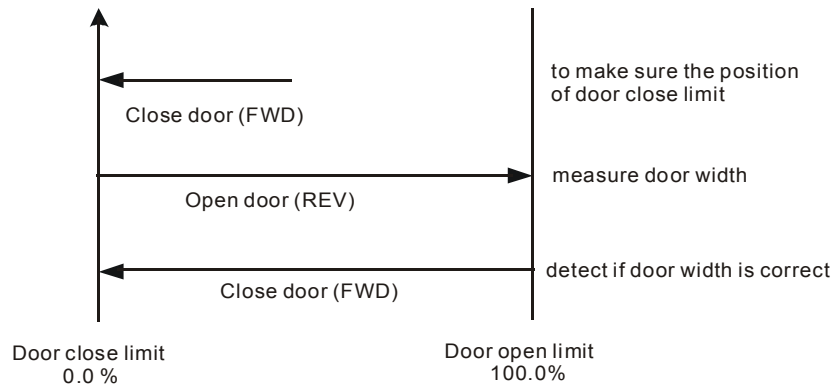 to make sure the position
of door close limit
Close door (FWD)
measure door width
Open door (REV)
detect if door width is correct
Close door (FWD)
Door close limit
0.0 %
Door open limit
100.0%